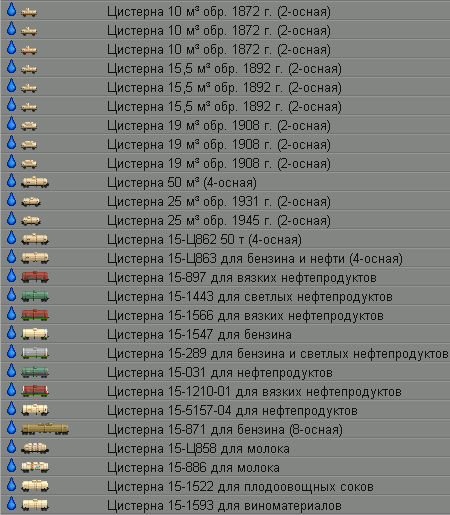 Цистерна 10 м³ обр. 1872 г. (2-осная)
Цистерна 10 м³ обр. 1872 г. (2-осная)
Цистерна 10 м³ обр. 1872 г. (2-осная)
Цистерна 15,5 м³ обр. 1892 г. (2-осная)
Цистерна 15,5 м³ обр. 1892 г. (2-осная)
Цистерна 15,5 м³ обр. 1892 г. (2-осная)
Цистерна 19 м³ обр. 1908 г. (2-осная)
Цистерна 19 м³ обр. 1908 г. (2-осная)
Цистерна 19 м³ обр. 1908 г. (2-осная)
Цистерна 50 м³ (4-осная)
Цистерна 25 м³ обр. 1931 г. (2-осная)
Цистерна 25 м³ обр. 1945 г. (2-осная)
Цистерна 15-Ц862 50 т (4-осная)
Цистерна 15-Ц863 для бензина и нефти (4-осная)
Цистерна 15-897 для вязких нефтепродуктов
Цистерна 15-1443 для светлых нефтепродуктов
Цистерна 15-1566 для вязких нефтепродуктов
Цистерна 15-1547 для бензина
Цистерна 15-289 для бензина и светлых нефтепродуктов
Цистерна 15-031 для нефтепродуктов
Цистерна 15-1210-01 для вязких нефтепродуктов
Цистерна 15-5157-04 для нефтепродуктов
Цистерна 15-871 для бензина (8-осная)
Цистерна 15-Ц858 для молока
Цистерна 15-886 для молока
Цистерна 15-1522 для плодоовощных соков
Цистерна 15-1593 для виноматериалов